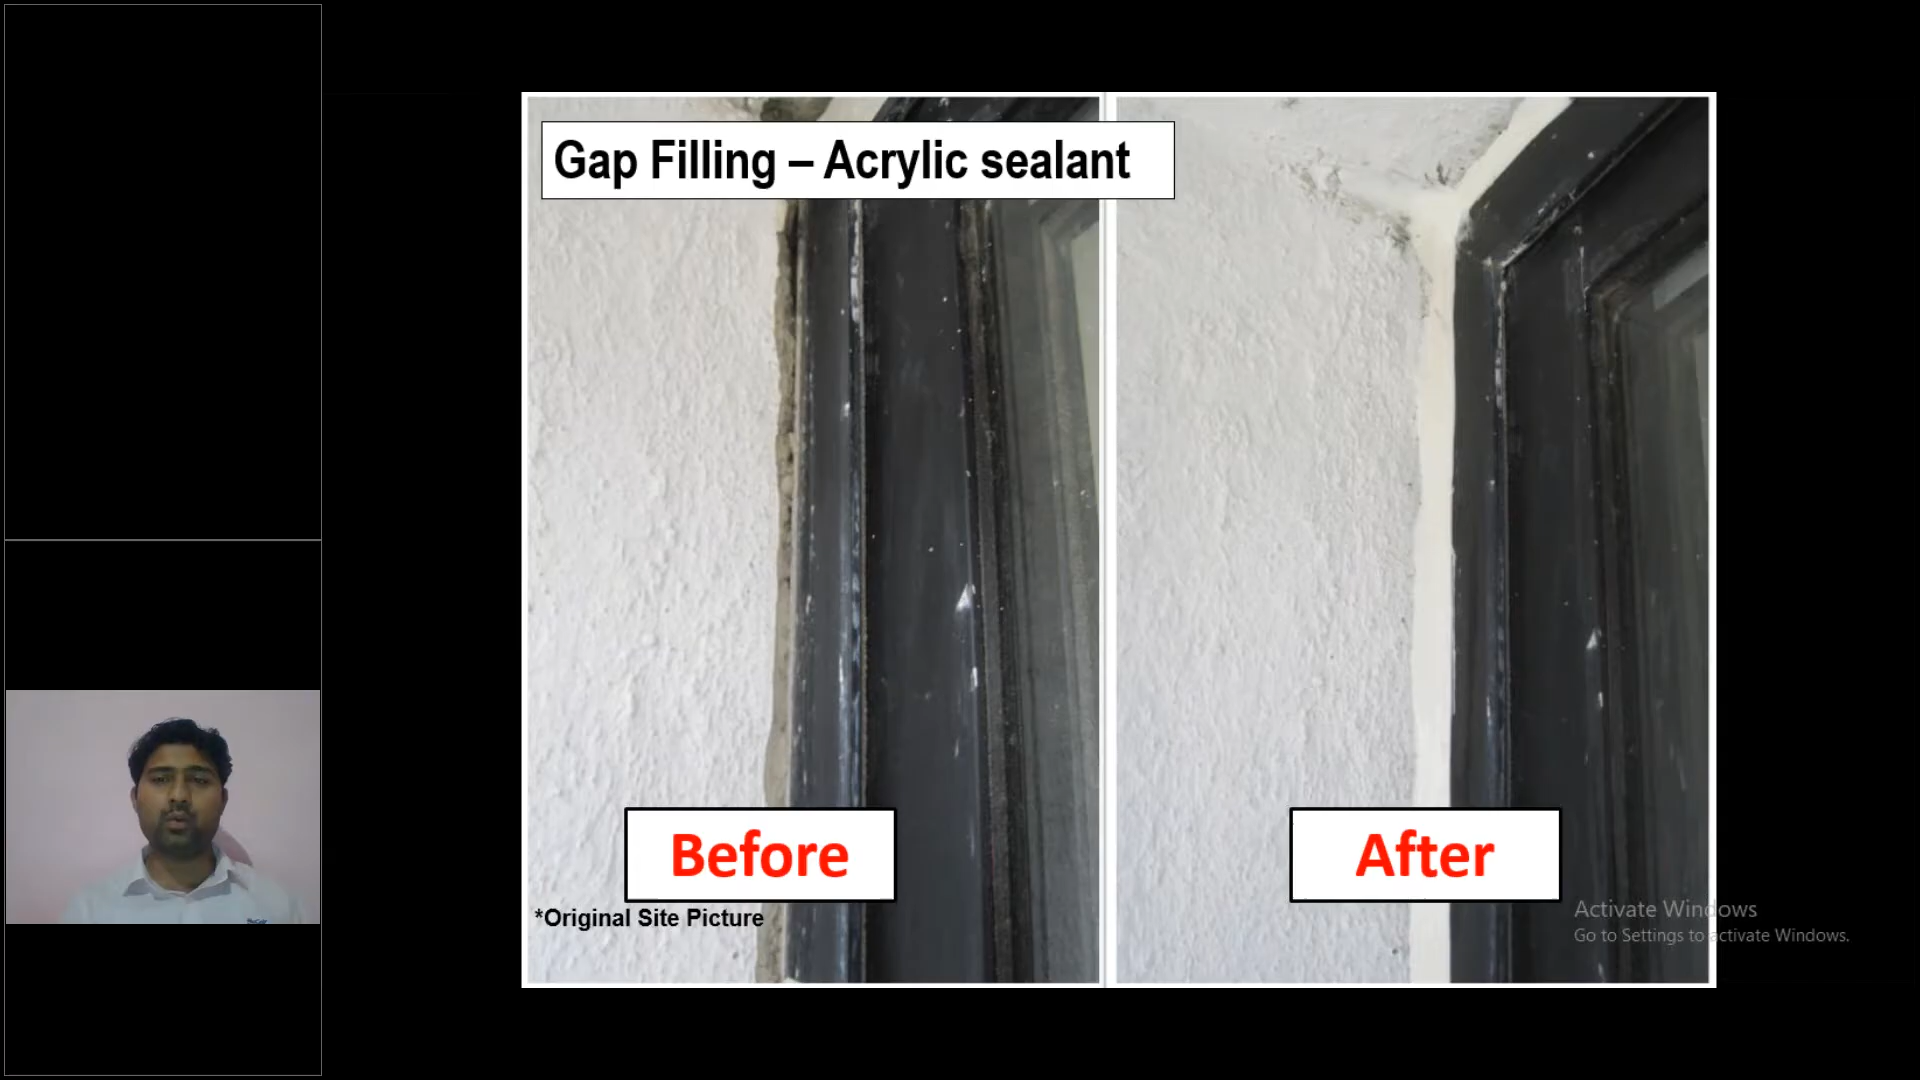 Gap Filling – Acrylic sealant
Before
After
*Original Site Picture
Activate Windows
Go to Settings to activate Windows.